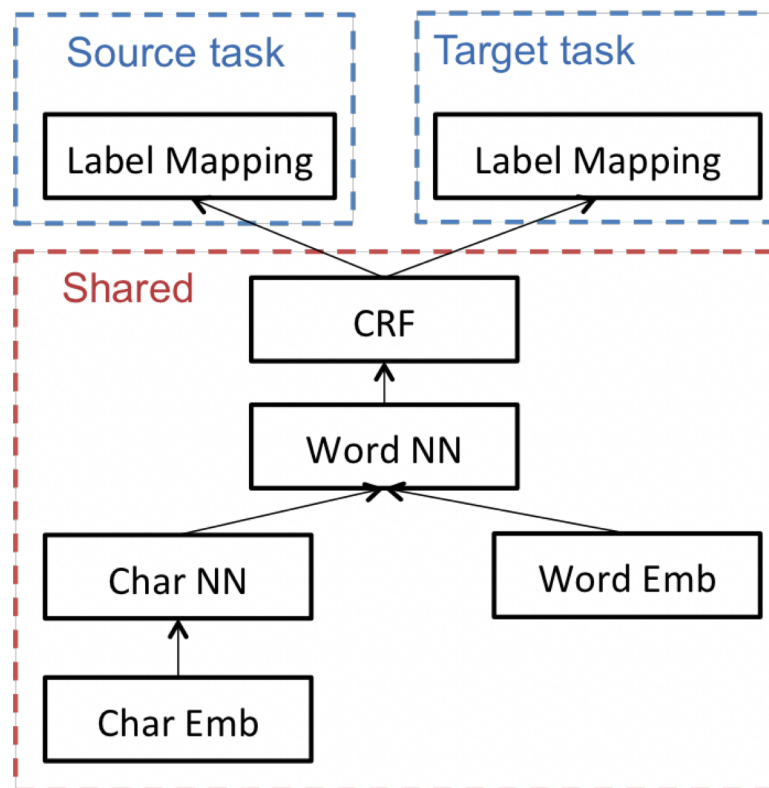 Source task
Target task
Label Mapping
Label Mapping
Shared
CRF
Word NN
Char NN
Word Emb
Char Emb